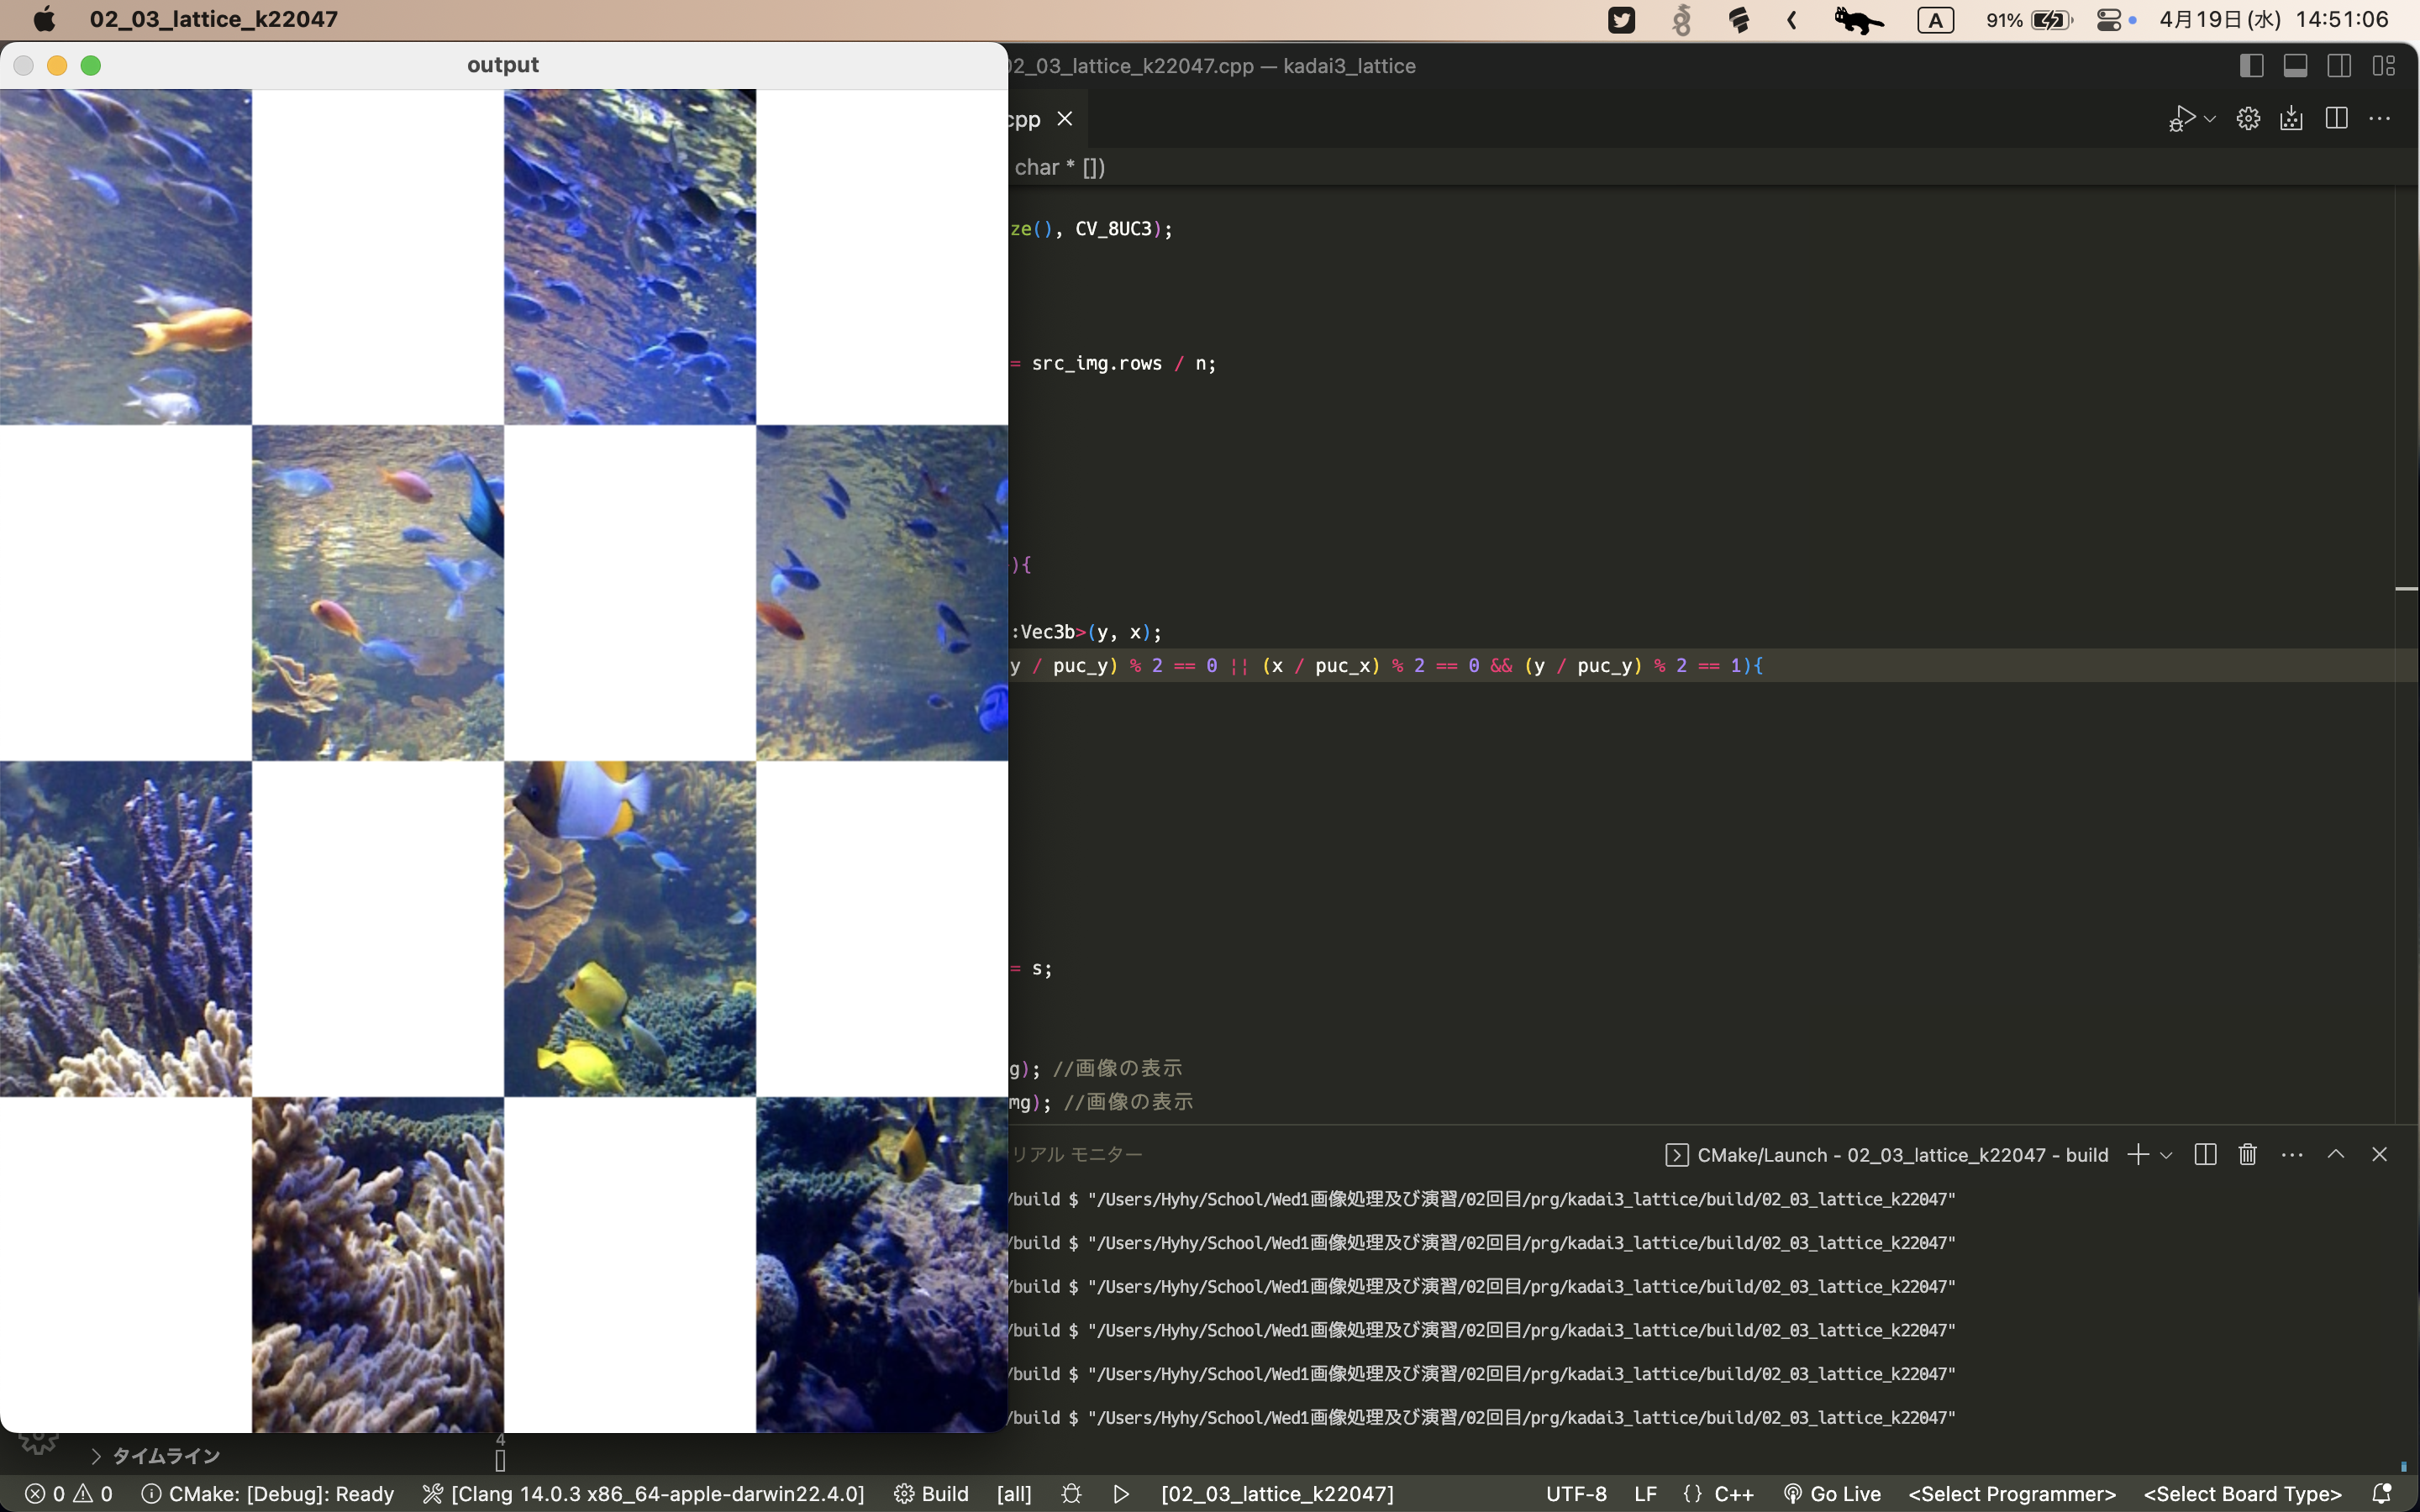 02_03_lattice_k22047
A
91%
4月19日(水) 14:51:06
output
02_03_lattice_k22047.cpp — kadai3_lattice
cpp
char * [])
ze(), CV_8UC3);
= src_img.rows / n;
){
:Vec3b>(y, x);
y / puc_y) % 2 == 0 || (x / puc_x) % 2 == 0 && (y / puc_y) % 2 == 1){
= s;
g); //画像の表示
mg); //画像の表示
リアル モニター
CMake/Launch - 02_03_lattice_k22047 - build
/build $ "/Users/Hyhy/School/Wed1画像処理及び演習/02回目/prg/kadai3_lattice/build/02_03_lattice_k22047"
/build $ "/Users/Hyhy/School/Wed1画像処理及び演習/02回目/prg/kadai3_lattice/build/02_03_lattice_k22047"
/build $ "/Users/Hyhy/School/Wed1画像処理及び演習/02回目/prg/kadai3_lattice/build/02_03_lattice_k22047"
/build $ "/Users/Hyhy/School/Wed1画像処理及び演習/02回目/prg/kadai3_lattice/build/02_03_lattice_k22047"
/build $ "/Users/Hyhy/School/Wed1画像処理及び演習/02回目/prg/kadai3_lattice/build/02_03_lattice_k22047"
/build $ "/Users/Hyhy/School/Wed1画像処理及び演習/02回目/prg/kadai3_lattice/build/02_03_lattice_k22047"
4
タイムライン
0 0 CMake: [Debug]: Ready [Clang 14.0.3 x86_64-apple-darwin22.4.0] Build [all] [02_03_lattice_k22047] UTF-8 LF {} C++ Go Live <Select Programmer> <Select Board Type>